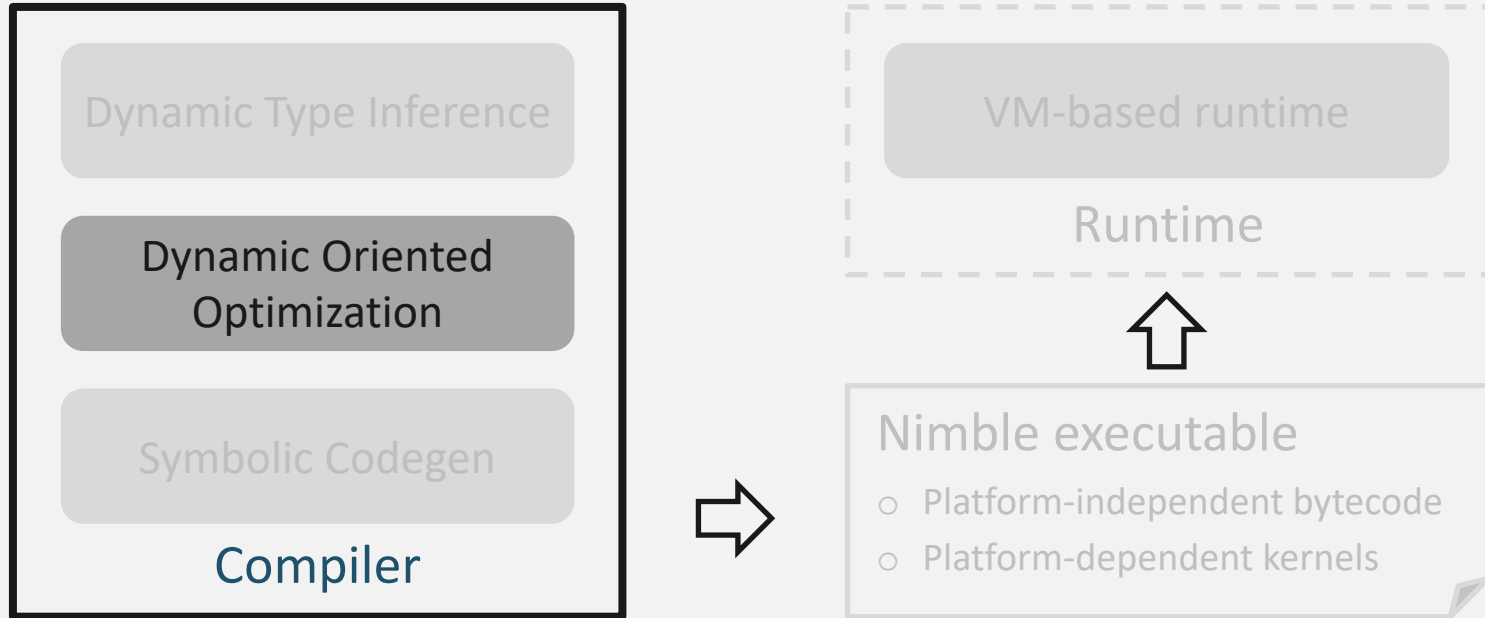 Dynamic Type Inference
Dynamic Oriented
Optimization
Symbolic Codegen
Compiler
VM-based runtime
Runtime
Nimble executable
○ Platform-independent bytecode
○ Platform-dependent kernels